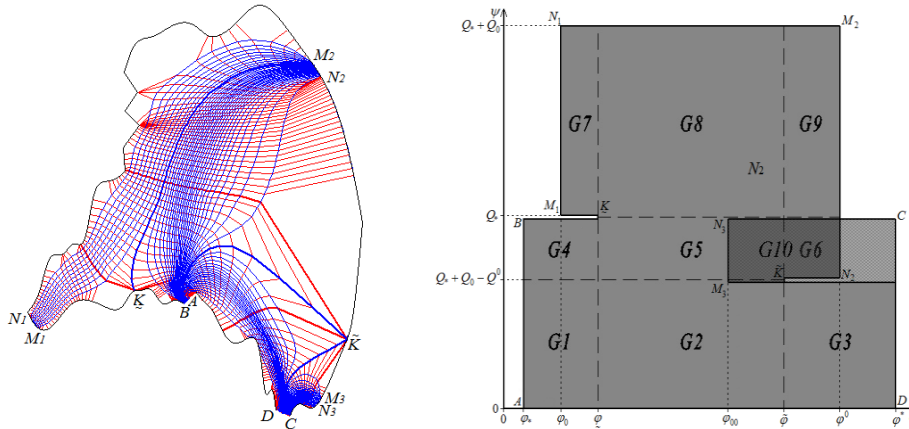 M2
N2
N1
M1
K̰
A
B
K̃
D
C
M3
N3
ψ
Q* + Q0
N1
M2
G7
G8
G9
N2
Q*
M1
K̰
B
N3
C
G4
G5
G10
G6
K̃
N2
Q* + Q0 - Q⁰
M3
G1
G2
G3
A
D
0
0
φ*
φ0
φ̰
φ00
φ̃
φ⁰
φ*